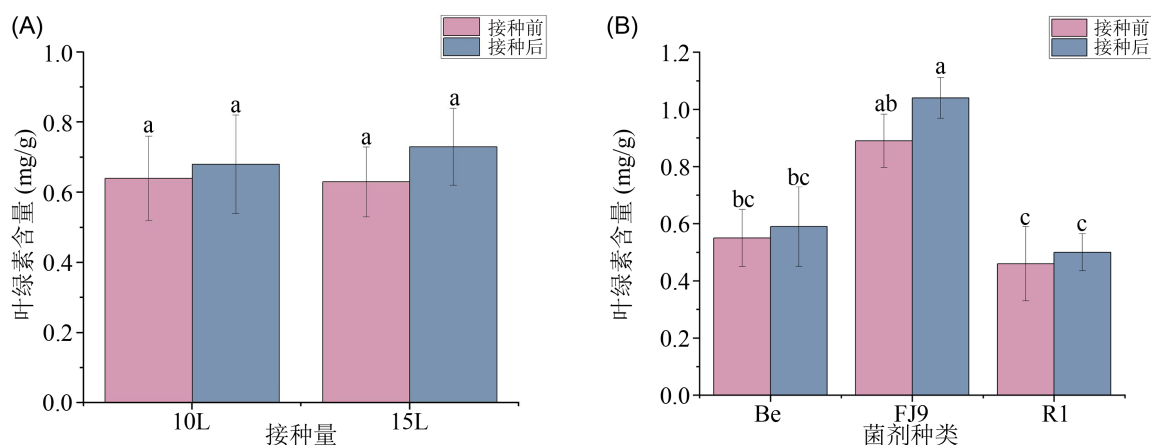 (A)
接种前
接种后
1.0
0.8
0.6
0.4
0.2
0.0
叶绿素含量 (mg/g)
a
a
a
a
10L
15L
接种量
(B)
接种前
接种后
1.2
1.0
0.8
0.6
0.4
0.2
0.0
叶绿素含量 (mg/g)
bc
bc
ab
a
c
c
Be
FJ9
R1
菌剂种类